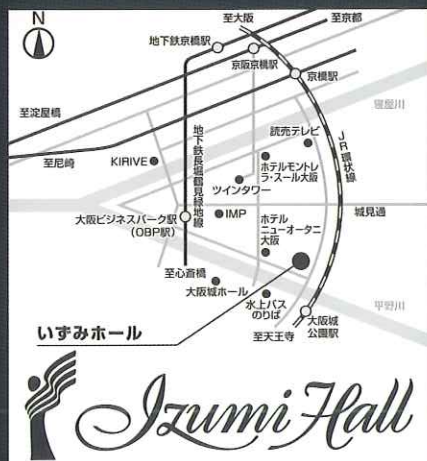 N
至大阪
至京都
地下鉄京橋駅
京阪京橋駅
京橋駅
至淀屋橋
寝屋川
地下鉄長堀鶴見緑地線
読売テレビ
JR環状線
至尼崎
KIRIVE
ホテルモントレ
ラ・スール大阪
ツインタワー
大阪ビジネスパーク駅
(OBP駅)
IMP
城見通
ホテル
ニューオータニ
大阪
至心斎橋
大阪城ホール
水上バス
のりば
平野川
大阪城
公園駅
至天王寺
いずみホール
Izumi Hall